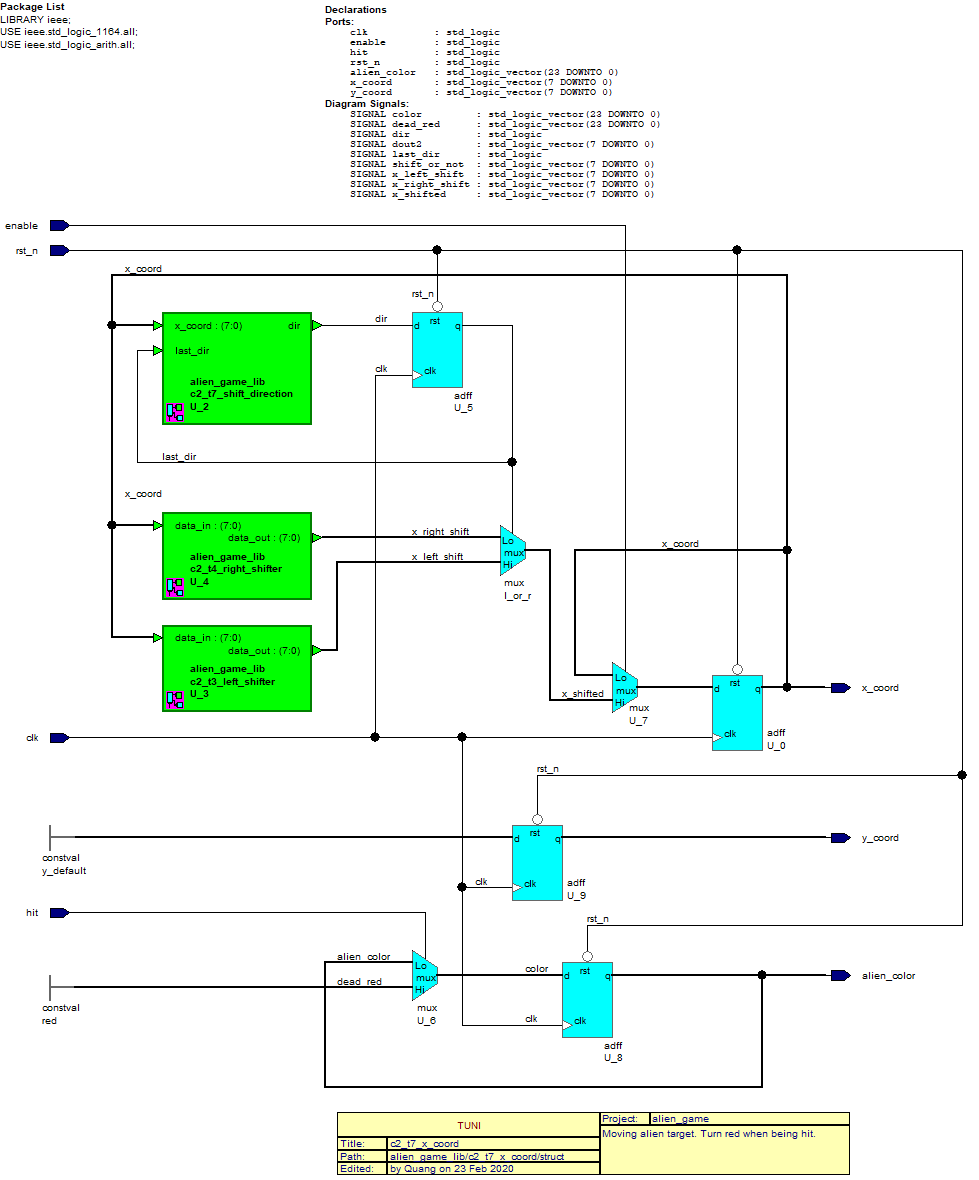 Package List
LIBRARY ieee;
USE ieee.std_logic_1164.all;
USE ieee.std_logic_arith.all;
Declarations
Ports:
clk : std_logic
enable : std_logic
hit : std_logic
rst_n : std_logic
alien_color : std_logic_vector(23 DOWNTO 0)
x_coord : std_logic_vector(7 DOWNTO 0)
y_coord : std_logic_vector(7 DOWNTO 0)
Diagram Signals:
SIGNAL color : std_logic_vector(23 DOWNTO 0)
SIGNAL dead_red : std_logic_vector(23 DOWNTO 0)
SIGNAL dir : std_logic
SIGNAL dout2 : std_logic_vector(7 DOWNTO 0)
SIGNAL last_dir : std_logic
SIGNAL shift_or_not : std_logic_vector(7 DOWNTO 0)
SIGNAL x_left_shift : std_logic_vector(7 DOWNTO 0)
SIGNAL x_right_shift : std_logic_vector(7 DOWNTO 0)
SIGNAL x_shifted : std_logic_vector(7 DOWNTO 0)
enable
rst_n
x_coord
rst_n
x_coord : (7:0) dir
last_dir
alien_game_lib
c2_t7_shift_direction
U_2
dir
d rst q
clk
clk
adff
U_5
last_dir
x_coord
data_in : (7:0)
data_out : (7:0)
alien_game_lib
c2_t4_right_shifter
U_4
x_right_shift
x_left_shift
Lo
mux
Hi
mux
l_or_r
x_coord
data_in : (7:0)
data_out : (7:0)
alien_game_lib
c2_t3_left_shifter
U_3
x_shifted
Lo
mux
Hi
mux
U_7
d rst q
clk
adff
U_0
x_coord
clk
rst_n
constval
y_default
d rst q
clk
clk
adff
U_9
y_coord
hit
rst_n
alien_color
dead_red
constval
red
Lo
mux
Hi
mux
U_6
color
d rst q
clk
clk
adff
U_8
alien_color
TUNI
Project: alien_game
Moving alien target. Turn red when being hit.
Title: c2_t7_x_coord
Path: alien_game_lib/c2_t7_x_coord/struct
Edited: by Quang on 23 Feb 2020